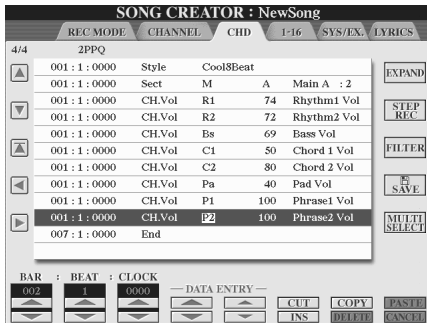 SONG CREATOR : NewSong
REC MODE CHANNEL CHD 1-16 SYS/EX. LYRICS
4/4 2PPQ
001 : 1 : 0000 Style Cool8Beat
001 : 1 : 0000 Sect M A Main A : 2
001 : 1 : 0000 CH.Vol R1 74 Rhythm1 Vol
001 : 1 : 0000 CH.Vol R2 72 Rhythm2 Vol
001 : 1 : 0000 CH.Vol Bs 69 Bass Vol
001 : 1 : 0000 CH.Vol C1 50 Chord 1 Vol
001 : 1 : 0000 CH.Vol C2 80 Chord 2 Vol
001 : 1 : 0000 CH.Vol Pa 40 Pad Vol
001 : 1 : 0000 CH.Vol P1 100 Phrase1 Vol
001 : 1 : 0000 CH.Vol P2 100 Phrase2 Vol
007 : 1 : 0000 End
EXPAND
STEP
REC
FILTER
SAVE
MULTI
SELECT
BAR : BEAT : CLOCK
002 1 0000
DATA ENTRY
CUT COPY PASTE
INS DELETE CANCEL